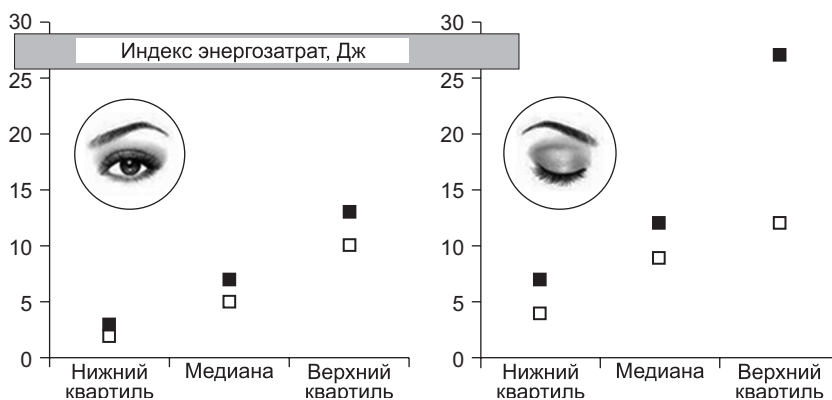 Индекс энергозатрат, Дж
30
25
20
15
10
5
0
Нижний
квартиль
Медиана
Верхний
квартиль
30
25
20
15
10
5
0
Нижний
квартиль
Медиана
Верхний
квартиль